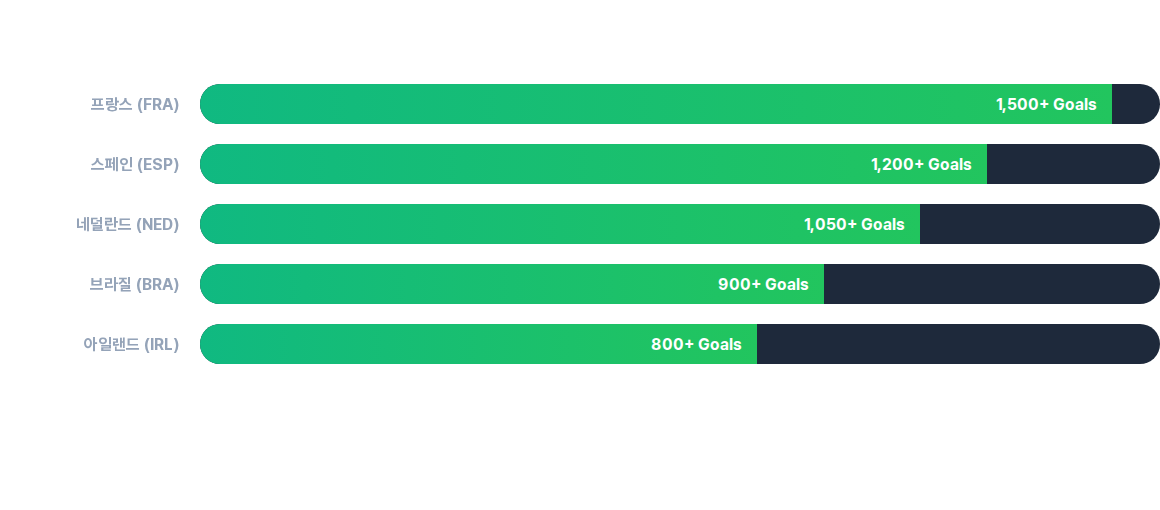 프랑스 (FRA) 1,500+ Goals
스페인 (ESP) 1,200+ Goals
네덜란드 (NED) 1,050+ Goals
브라질 (BRA) 900+ Goals
아일랜드 (IRL) 800+ Goals